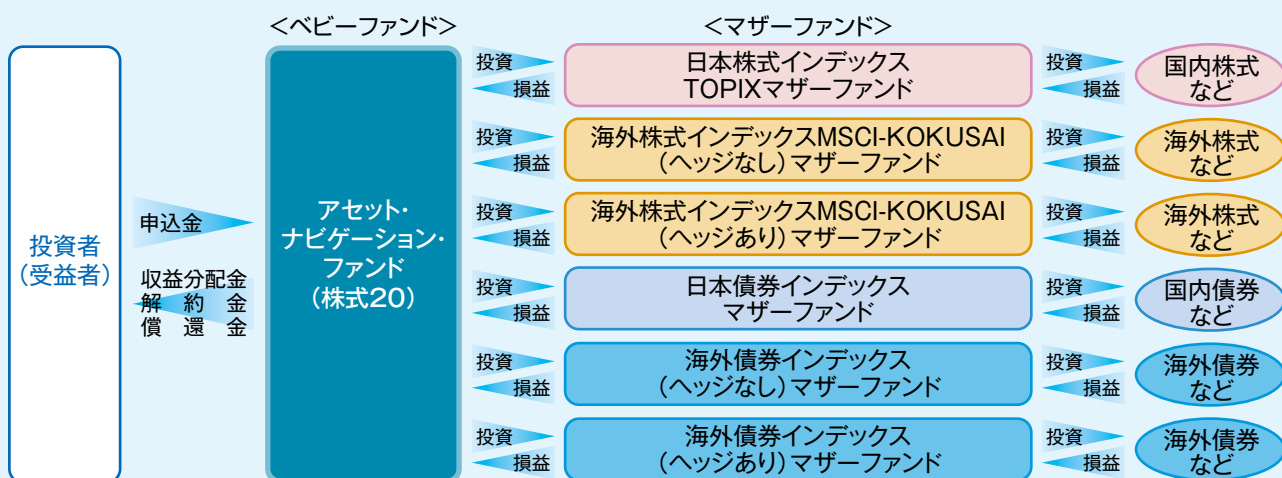 <ベビーファンド>
<マザーファンド>
投資者
(受益者)
申込金
収益分配金
解約金
償還金
アセット・
ナビゲーション・
ファンド
(株式20)
投資
損益
日本株式インデックス
TOPIXマザーファンド
投資
損益
国内株式
など
投資
損益
海外株式インデックスMSCI-KOKUSAI
(ヘッジなし)マザーファンド
投資
損益
海外株式
など
投資
損益
海外株式インデックスMSCI-KOKUSAI
(ヘッジあり)マザーファンド
投資
損益
海外株式
など
投資
損益
日本債券インデックス
マザーファンド
投資
損益
国内債券
など
投資
損益
海外債券インデックス
(ヘッジなし)マザーファンド
投資
損益
海外債券
など
投資
損益
海外債券インデックス
(ヘッジあり)マザーファンド
投資
損益
海外債券
など